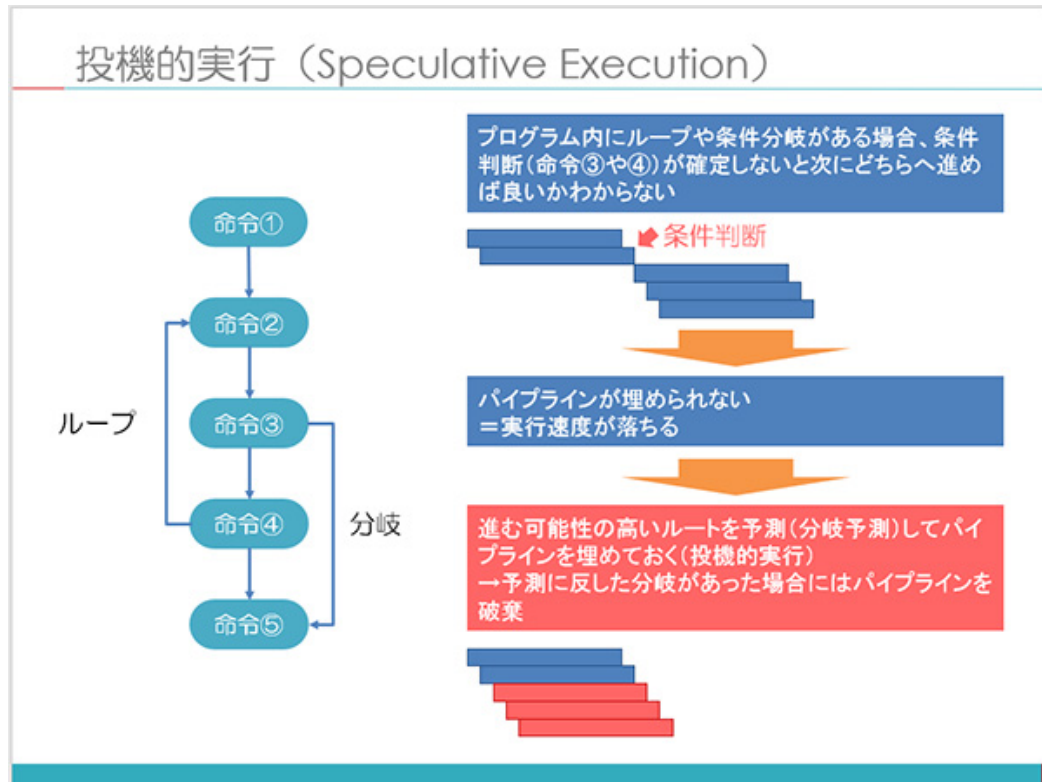 投機的実行（Speculative Execution）
プログラム内にループや条件分岐がある場合、条件
判断（命令③や④）が確定しないと次にどちらへ進め
ば良いかわからない
条件判断
命令①
命令②
命令③
命令④
命令⑤
ループ
分岐
パイプラインが埋められない
＝実行速度が落ちる
進む可能性の高いルートを予測（分岐予測）してパイ
プラインを埋めておく（投機的実行）
→予測に反した分岐があった場合にはパイプラインを
破棄